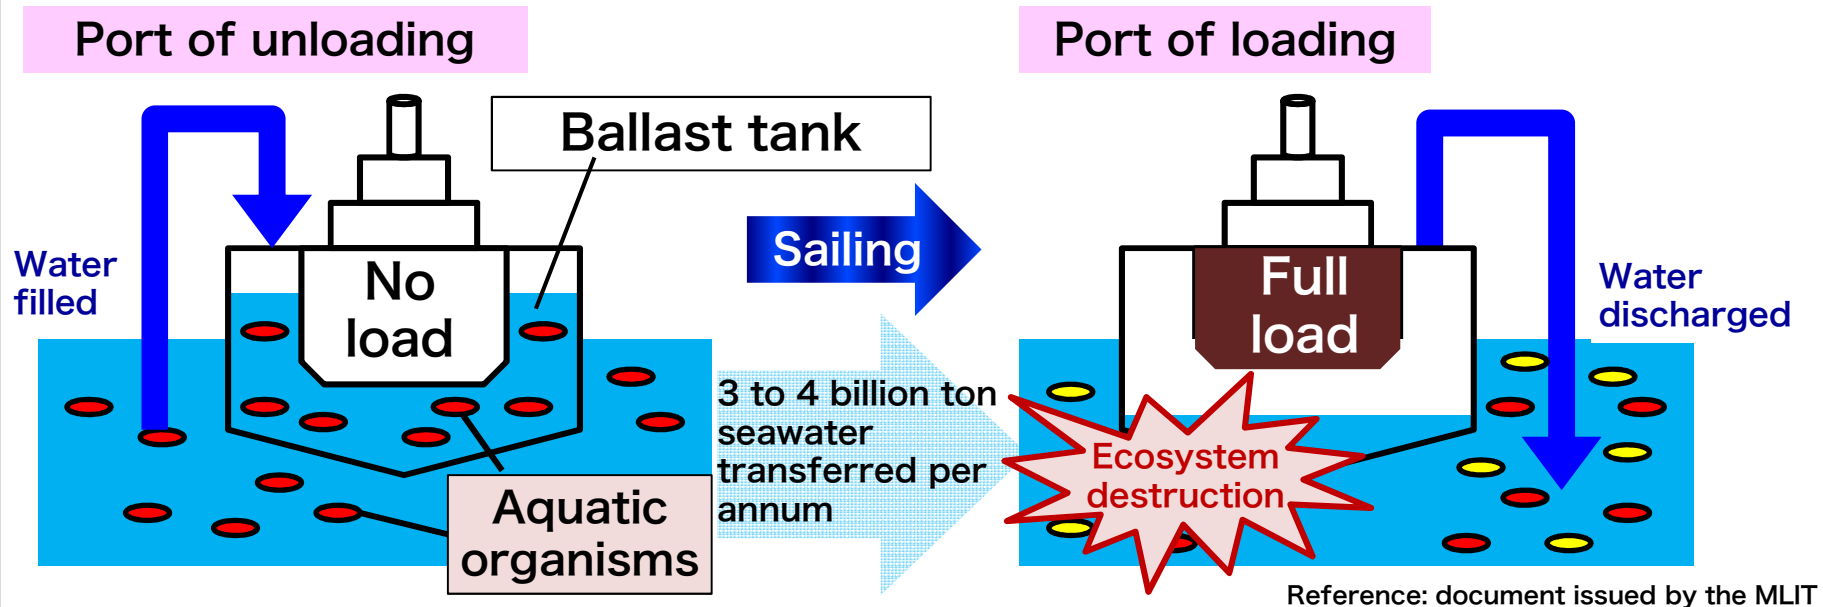 Port of unloading
Port of loading
Ballast tank
Water
filled
No
load
Sailing
Full
load
Water
discharged
3 to 4 billion ton
seawater
transferred per
annum
Ecosystem
destruction
Aquatic
organisms
Reference: document issued by the MLIT